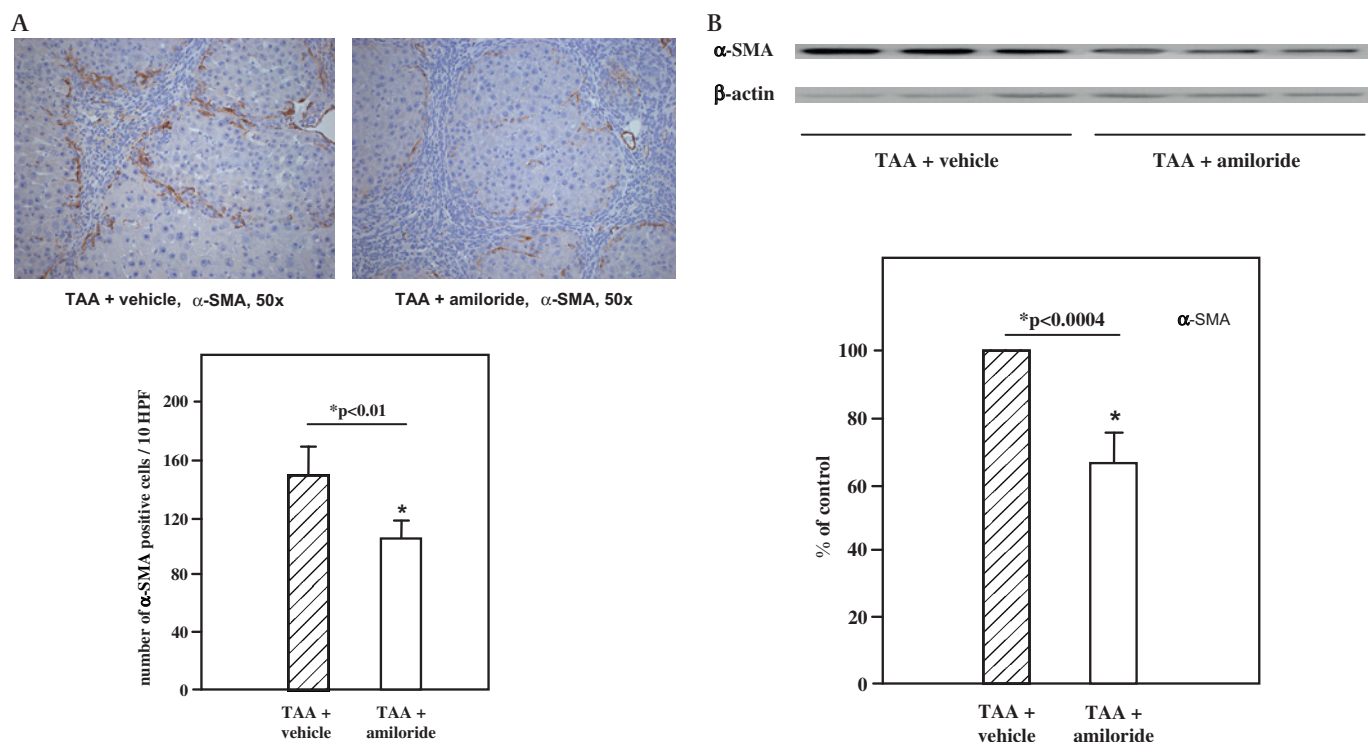 A
TAA + vehicle, α-SMA, 50x
TAA + amiloride, α-SMA, 50x
number of α-SMA positive cells / 10 HPF
200
160
120
80
40
0
*p<0.01
*
TAA +
vehicle
TAA +
amiloride
B
α-SMA
β-actin
TAA + vehicle
TAA + amiloride
% of control
100
80
60
40
20
0
*p<0.0004
α-SMA
*
TAA +
vehicle
TAA +
amiloride